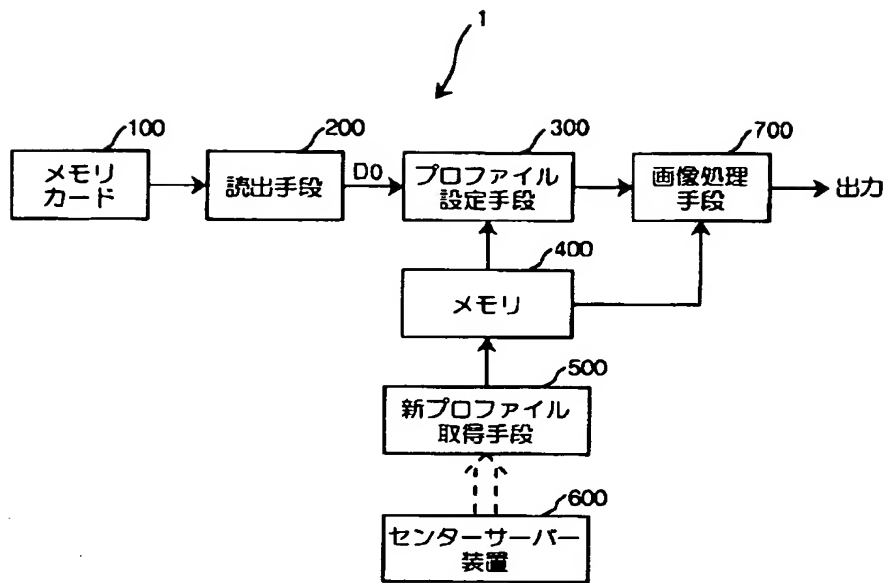 1
100
200
300
700
メモリ
カード
読出手段
D0
プロファイル
設定手段
画像処理
手段
出力
400
メモリ
500
新プロファイル
取得手段
600
センターサーバー
装置